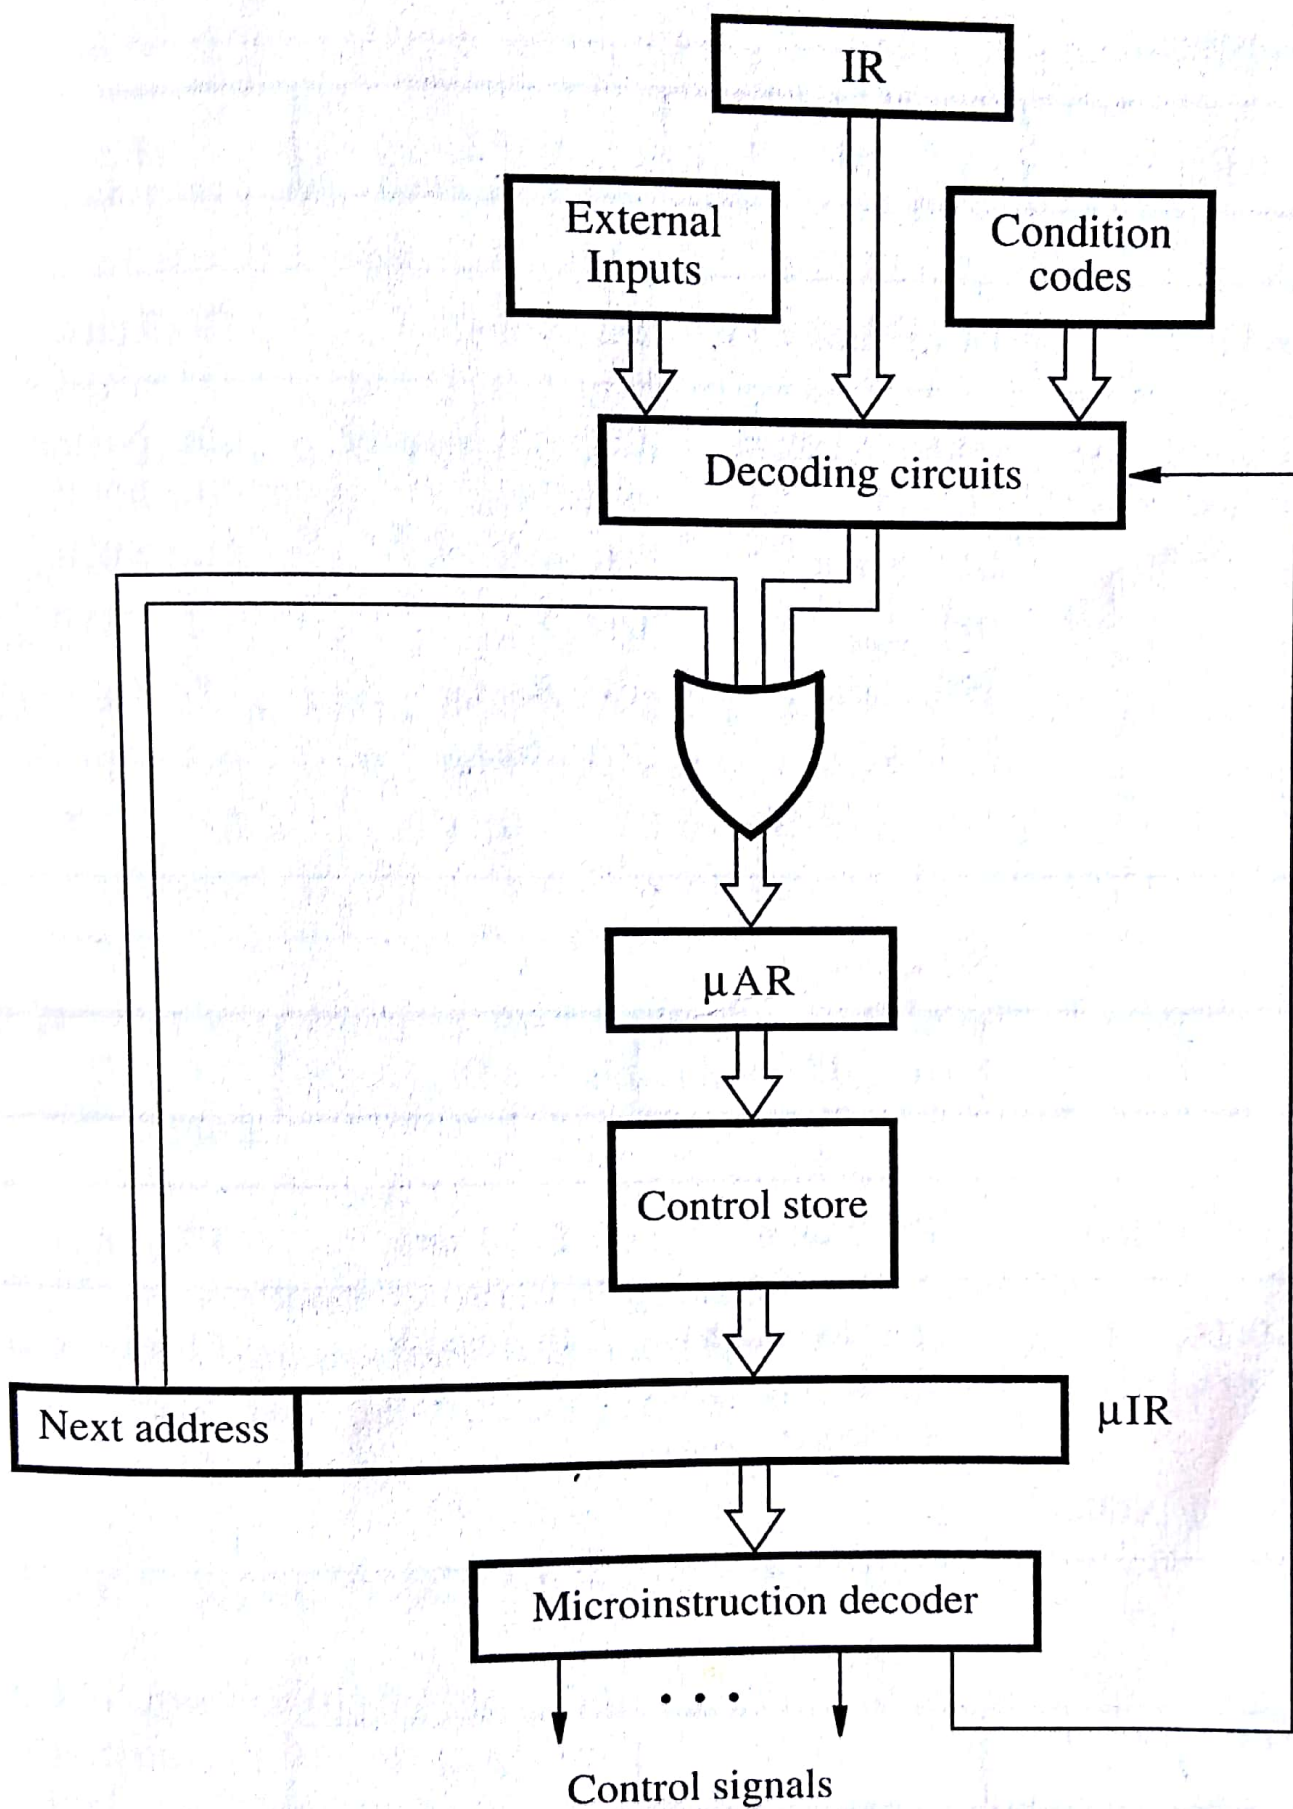 IR
External
Inputs
Condition
codes
Decoding circuits
μAR
Control store
Next address
μIR
Microinstruction decoder
• • •
Control signals